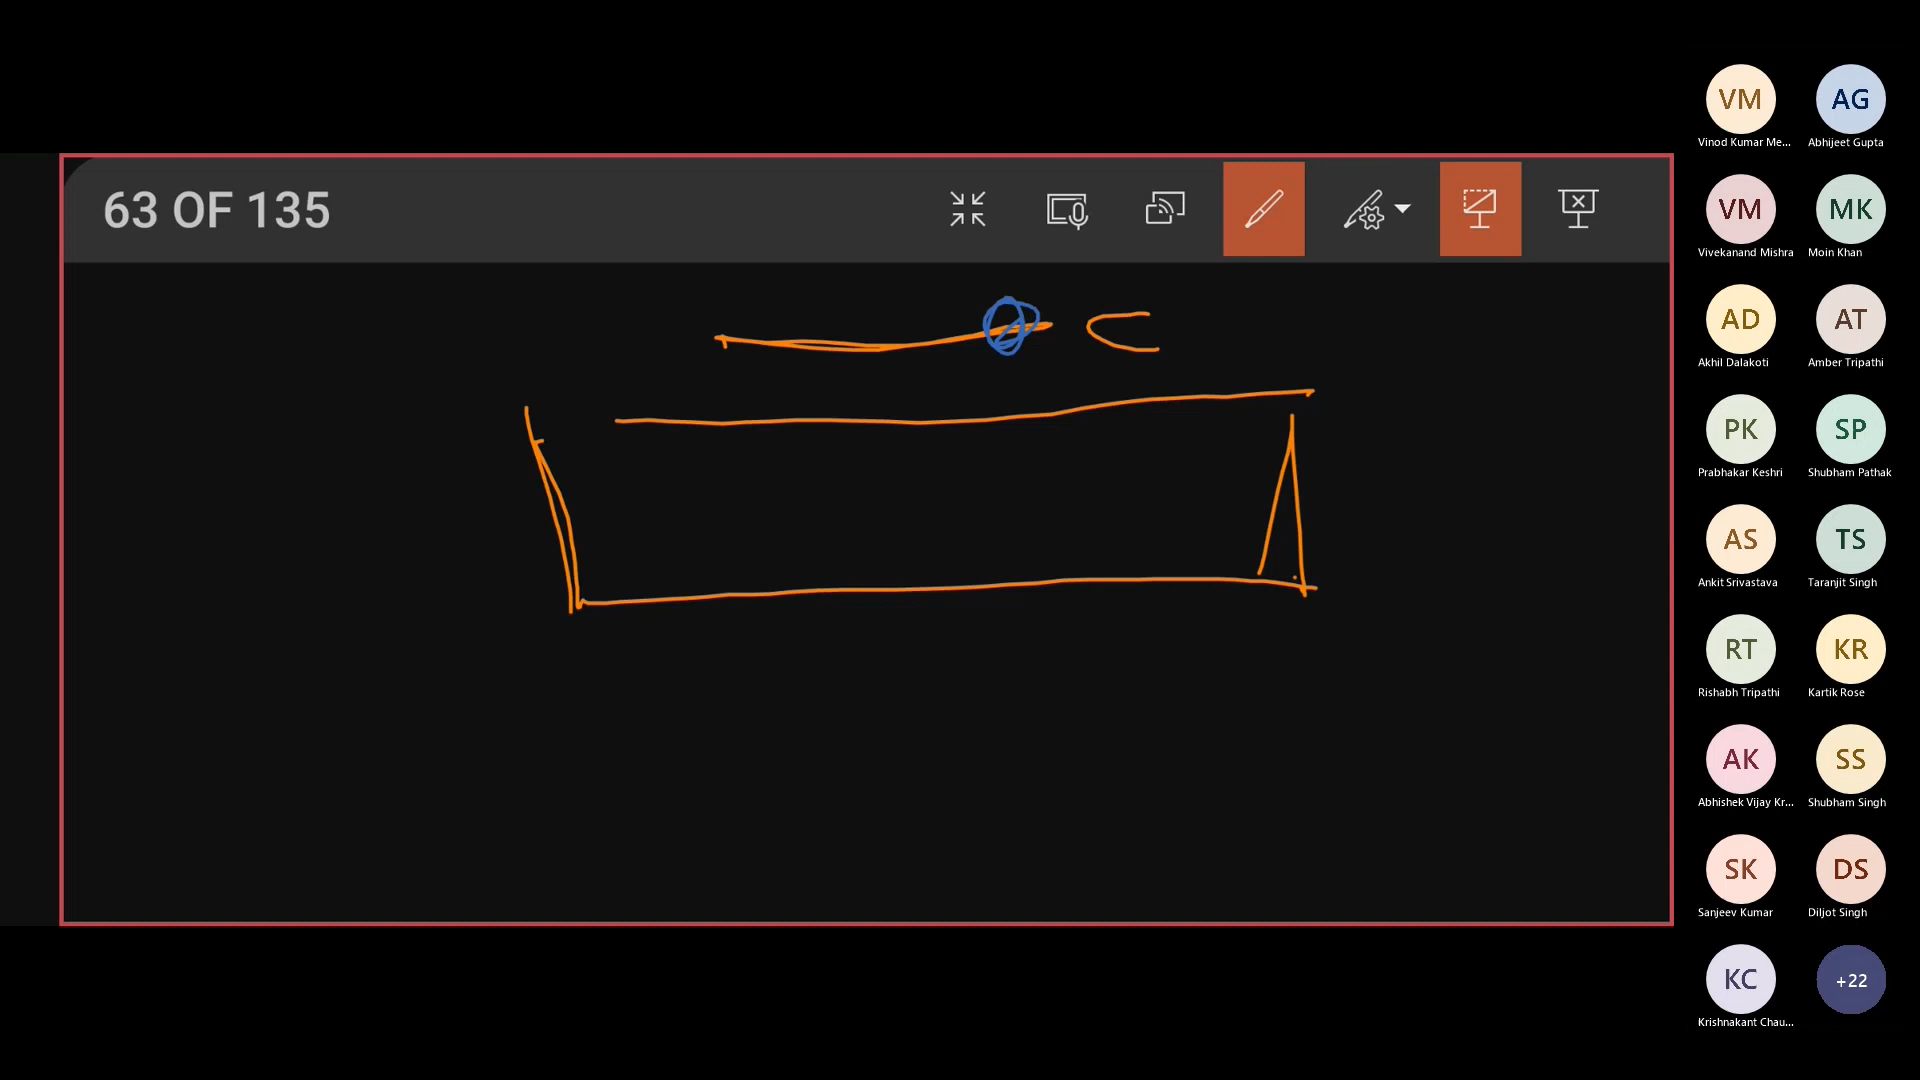 63 OF 135
VM AG
Vinod Kumar Me... Abhijeet Gupta
VM MK
Vivekanand Mishra Moin Khan
AD AT
Akhil Dalakoti Amber Tripathi
PK SP
Prabhakar Keshri Shubham Pathak
AS TS
Ankit Srivastava Taranjit Singh
RT KR
Rishabh Tripathi Kartik Rose
AK SS
Abhishek Vijay Kr... Shubham Singh
SK DS
Sanjeev Kumar Diljot Singh
KC +22
Krishnakant Chau...